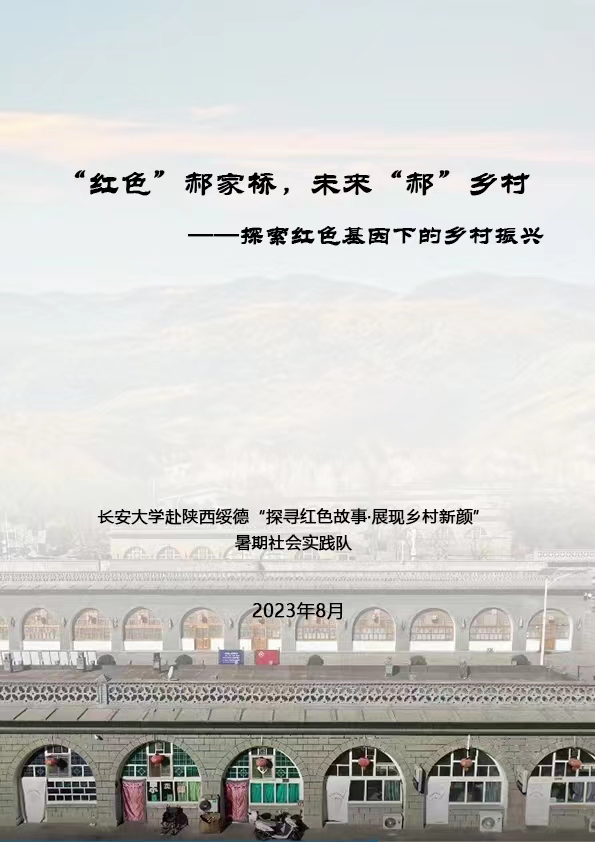 “红色”郝家桥，未来“郝”乡村
——探索红色基因下的乡村振兴
长安大学赴陕西绥德“探寻红色故事·展现乡村新颜”
暑期社会实践队
2023年8月